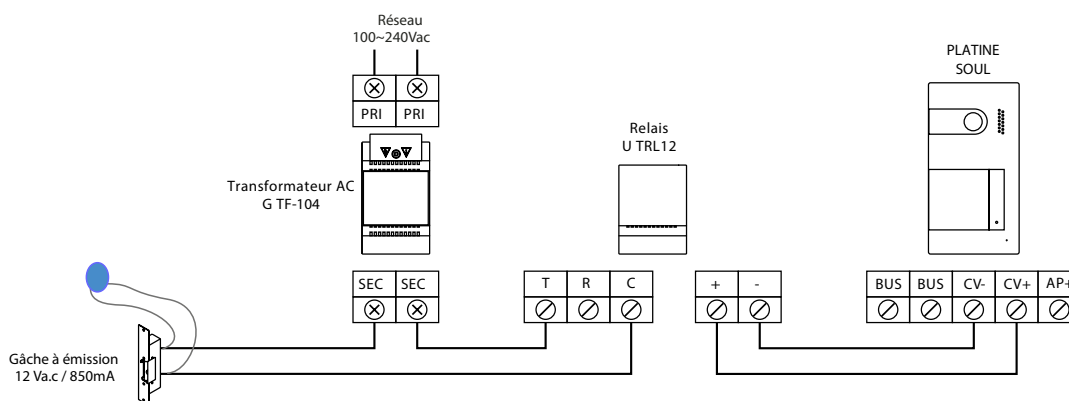 Réseau
100~240Vac
PRI PRI
Transformateur AC
G TF-104
SEC SEC
Relais
U TRL12
T R C
+ -
PLATINE
SOUL
BUS BUS CV- CV+ AP+
Gâche à émission
12 Va.c / 850mA